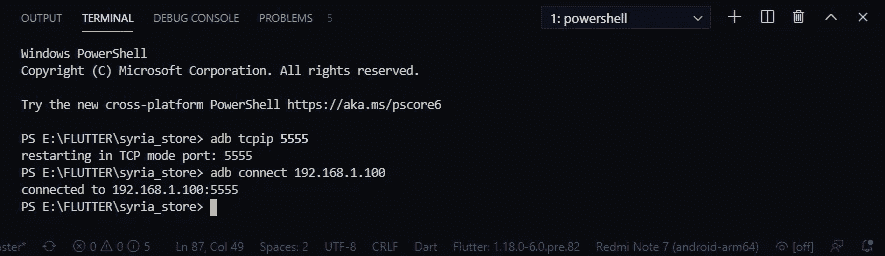 OUTPUT TERMINAL DEBUG CONSOLE PROBLEMS 5 1: powershell
Windows PowerShell
Copyright (C) Microsoft Corporation. All rights reserved.
Try the new cross-platform PowerShell https://aka.ms/pscore6
PS E:\FLUTTER\syria_store> adb tcpip 5555
restarting in TCP mode port: 5555
PS E:\FLUTTER\syria_store> adb connect 192.168.1.100
connected to 192.168.1.100:5555
PS E:\FLUTTER\syria_store>
aster* 0 0 5 Ln 87, Col 49 Spaces: 2 UTF-8 CRLF Dart Flutter: 1.18.0-6.0.pre.82 Redmi Note 7 (android-arm64) [off]